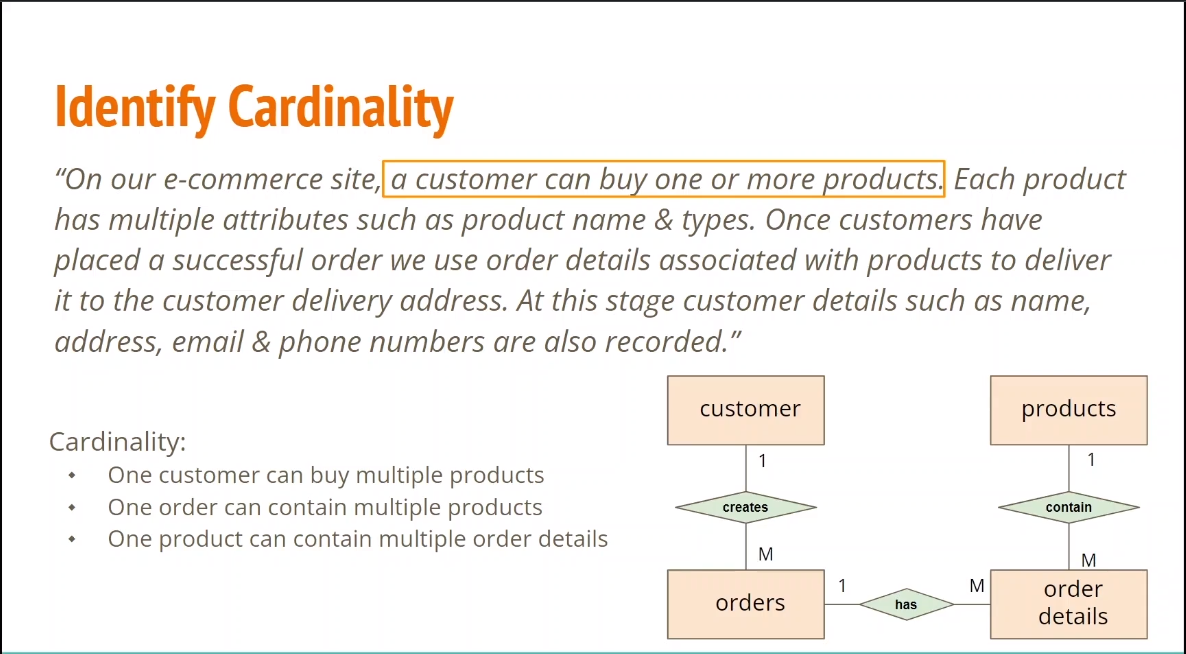 Identify Cardinality
“On our e-commerce site, a customer can buy one or more products. Each product
has multiple attributes such as product name & types. Once customers have
placed a successful order we use order details associated with products to deliver
it to the customer delivery address. At this stage customer details such as name,
address, email & phone numbers are also recorded.”
Cardinality:
• One customer can buy multiple products
• One order can contain multiple products
• One product can contain multiple order details
customer
products
1
1
creates
contain
M
M
orders
1
has
M
order
details